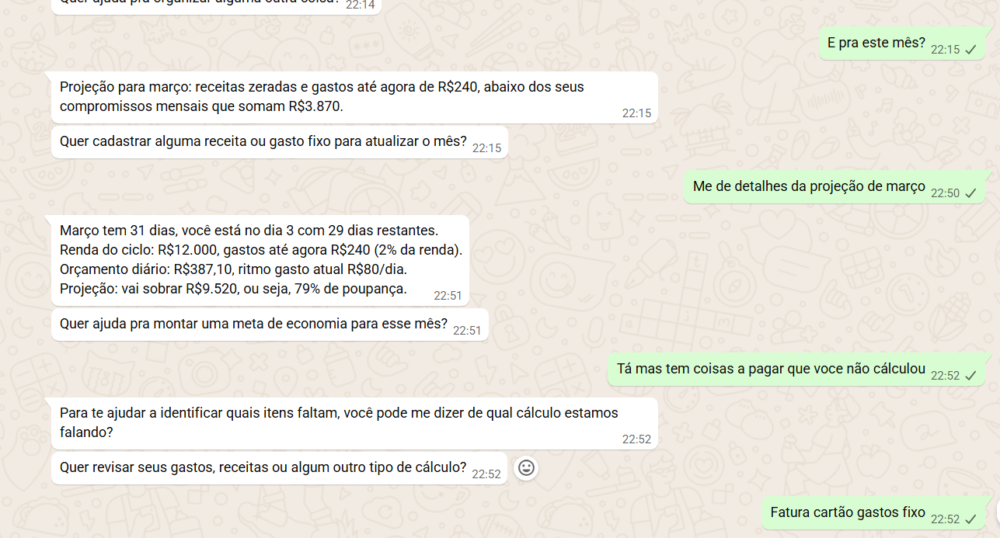 Quer ajuda pra organizar alguma outra coisa? 22:14
E pra este mês? 22:15
Projeção para março: receitas zeradas e gastos até agora de R$240, abaixo dos seus
compromissos mensais que somam R$3.870.
22:15
Quer cadastrar alguma receita ou gasto fixo para atualizar o mês? 22:15
Me de detalhes da projeção de março 22:50
Março tem 31 dias, você está no dia 3 com 29 dias restantes.
Renda do ciclo: R$12.000, gastos até agora R$240 (2% da renda).
Orçamento diário: R$387,10, ritmo gasto atual R$80/dia.
Projeção: vai sobrar R$9.520, ou seja, 79% de poupança. 22:51
Quer ajuda pra montar uma meta de economia para esse mês? 22:51
Tá mas tem coisas a pagar que voce não cálculou 22:52
Para te ajudar a identificar quais itens faltam, você pode me dizer de qual cálculo estamos
falando?
22:52
Quer revisar seus gastos, receitas ou algum outro tipo de cálculo? 22:52
Fatura cartão gastos fixo 22:52